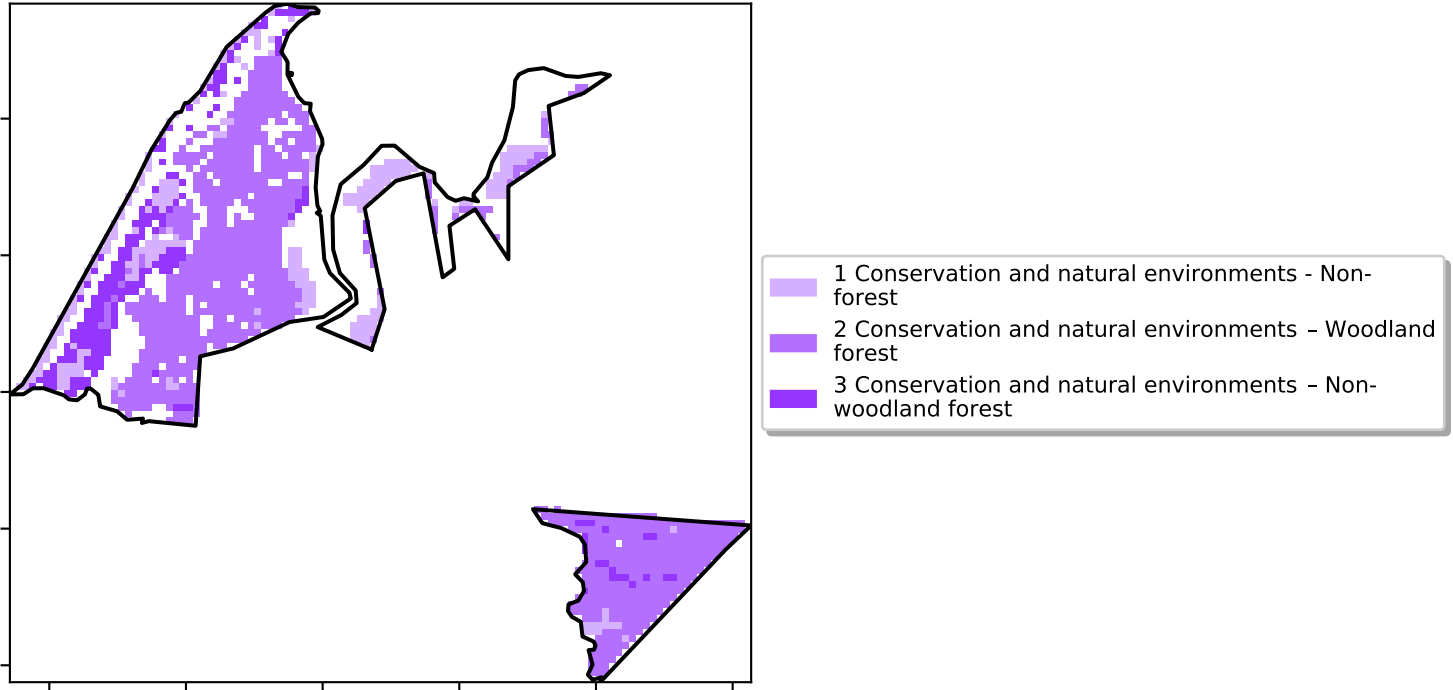 1 Conservation and natural environments - Non-
forest
2 Conservation and natural environments – Woodland
forest
3 Conservation and natural environments – Non-
woodland forest